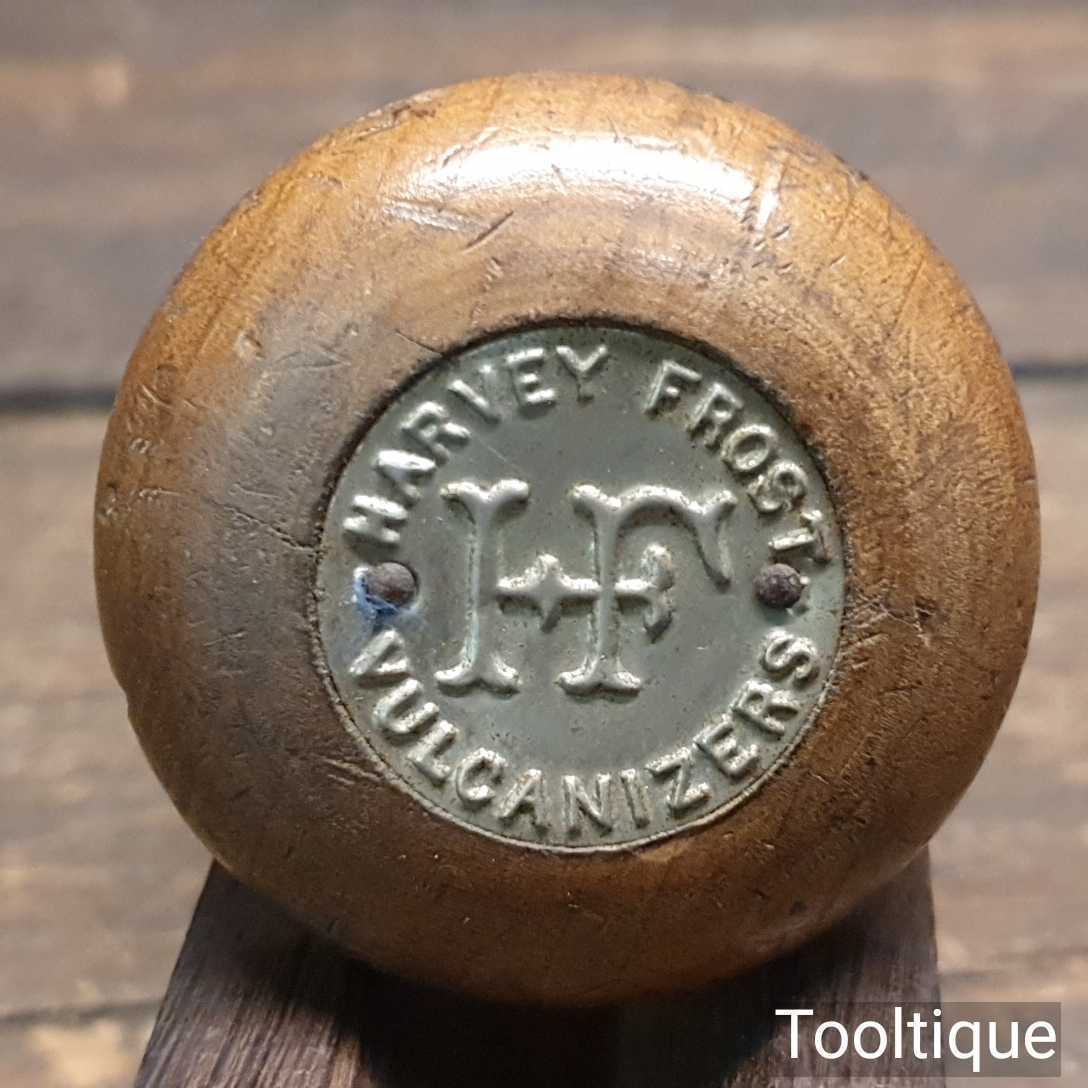 HARVEY FROST
HF
VULCANIZERS
Tooltique